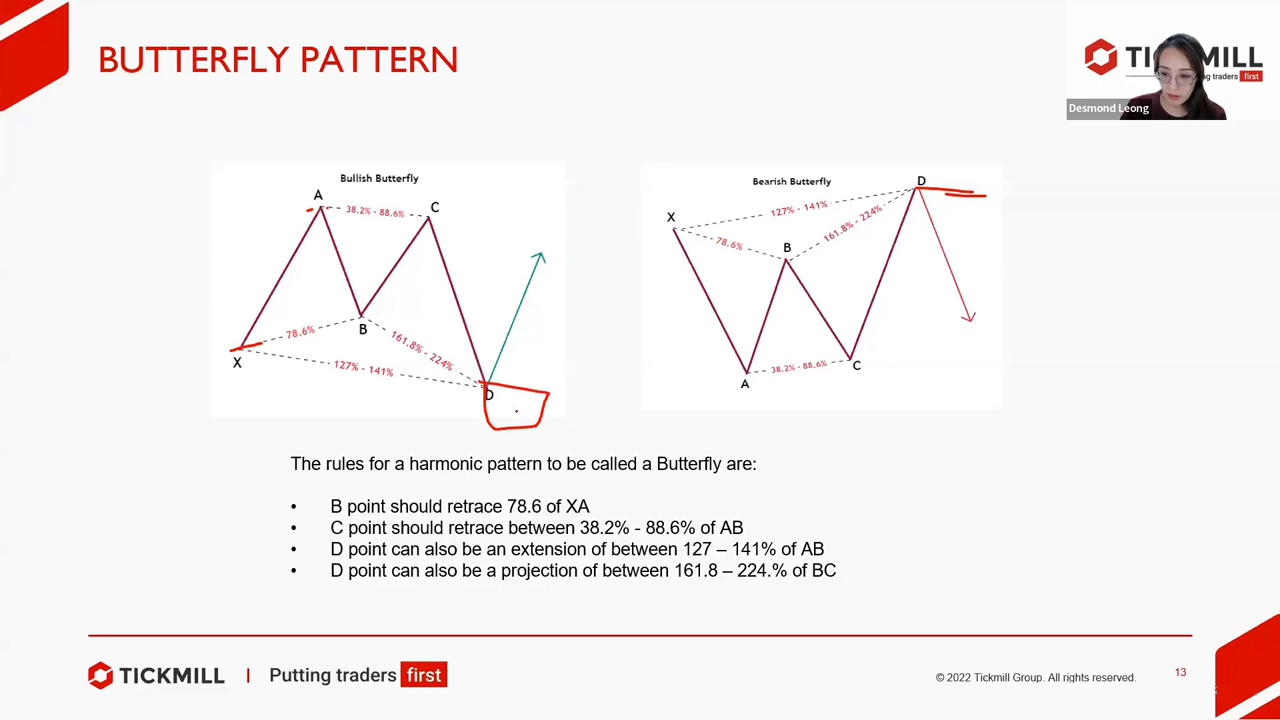 BUTTERFLY PATTERN
TICKMILL
ng traders first
Desmond Leong
Bullish Butterfly
A
38.2% - 88.6%
C
78.6%
B
161.8% - 224%
X
127% - 141%
D
Bearish Butterfly
D
127% - 141%
X
161.8% - 224%
78.6%
B
38.2% - 88.6%
C
A
The rules for a harmonic pattern to be called a Butterfly are:
• B point should retrace 78.6 of XA
• C point should retrace between 38.2% - 88.6% of AB
• D point can also be an extension of between 127 – 141% of AB
• D point can also be a projection of between 161.8 – 224.% of BC
TICKMILL | Putting traders first
© 2022 Tickmill Group. All rights reserved.
13